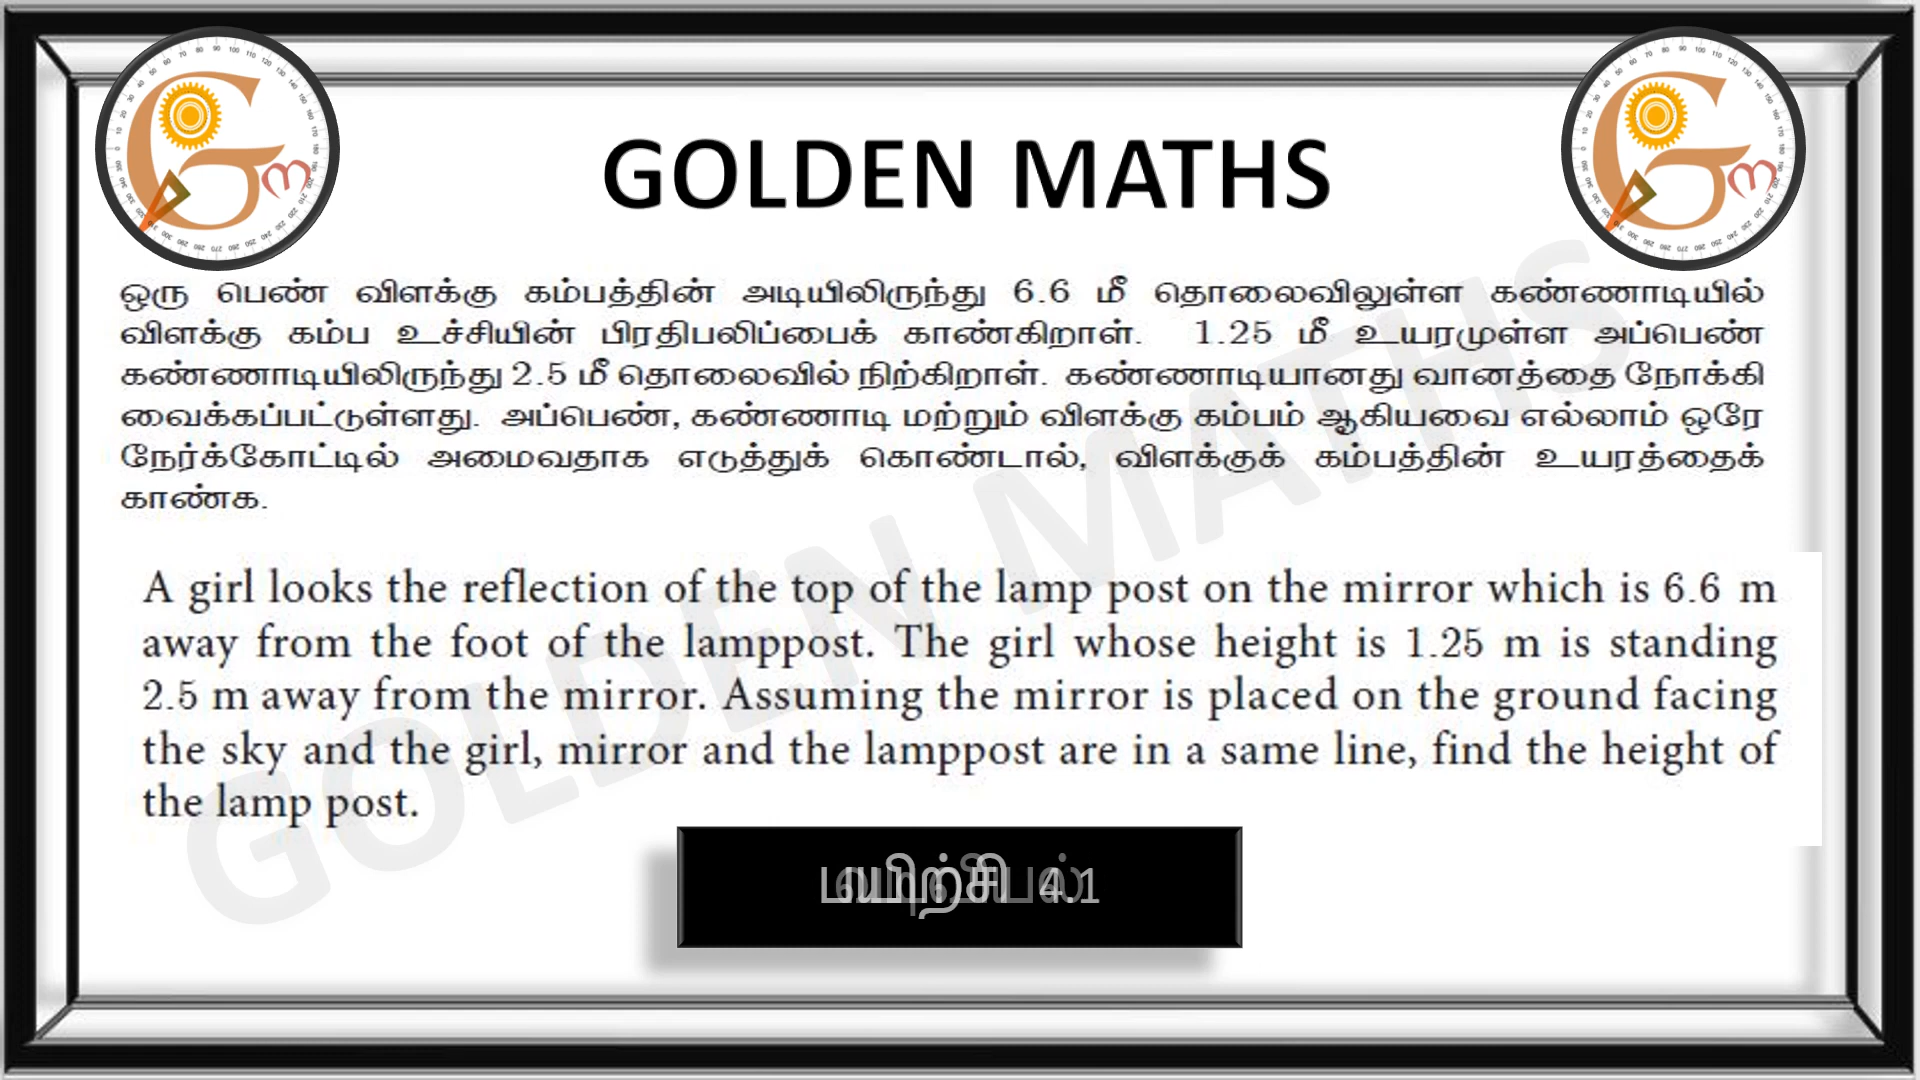 GOLDEN MATHS
ஒரு பெண் விளக்கு கம்பத்தின் அடியிலிருந்து 6.6 மீ தொலைவிலுள்ள கண்ணாடியில்
விளக்கு கம்ப உச்சியின் பிரதிபலிப்பைக் காண்கிறாள். 1.25 மீ உயரமுள்ள அப்பெண்
கண்ணாடியிலிருந்து 2.5 மீ தொலைவில் நிற்கிறாள். கண்ணாடியானது வானத்தை நோக்கி
வைக்கப்பட்டுள்ளது. அப்பெண், கண்ணாடி மற்றும் விளக்கு கம்பம் ஆகியவை எல்லாம் ஒரே
நேர்க்கோட்டில் அமைவதாக எடுத்துக் கொண்டால், விளக்குக் கம்பத்தின் உயரத்தைக்
காண்க.
A girl looks the reflection of the top of the lamp post on the mirror which is 6.6 m
away from the foot of the lamppost. The girl whose height is 1.25 m is standing
2.5 m away from the mirror. Assuming the mirror is placed on the ground facing
the sky and the girl, mirror and the lamppost are in a same line, find the height of
the lamp post.
பயிற்சி 4.1
GOLDEN MATHS